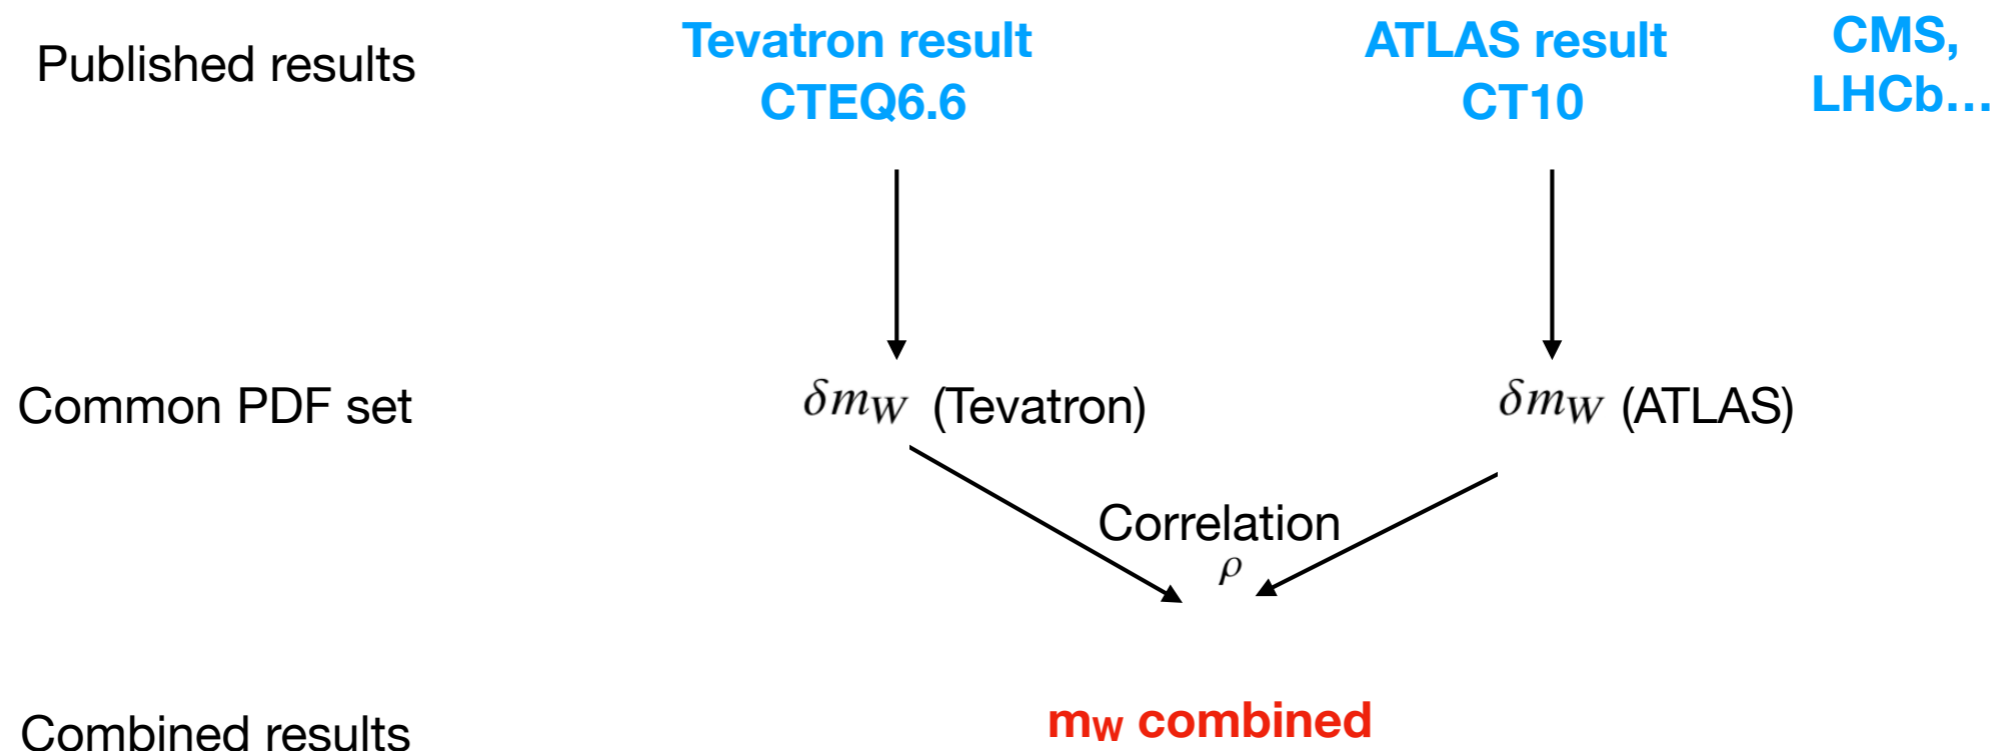 Published results
Tevatron result
CTEQ6.6
ATLAS result
CT10
CMS,
LHCb…
Common PDF set
δmW (Tevatron)
δmW (ATLAS)
Correlation
ρ
Combined results
mW combined